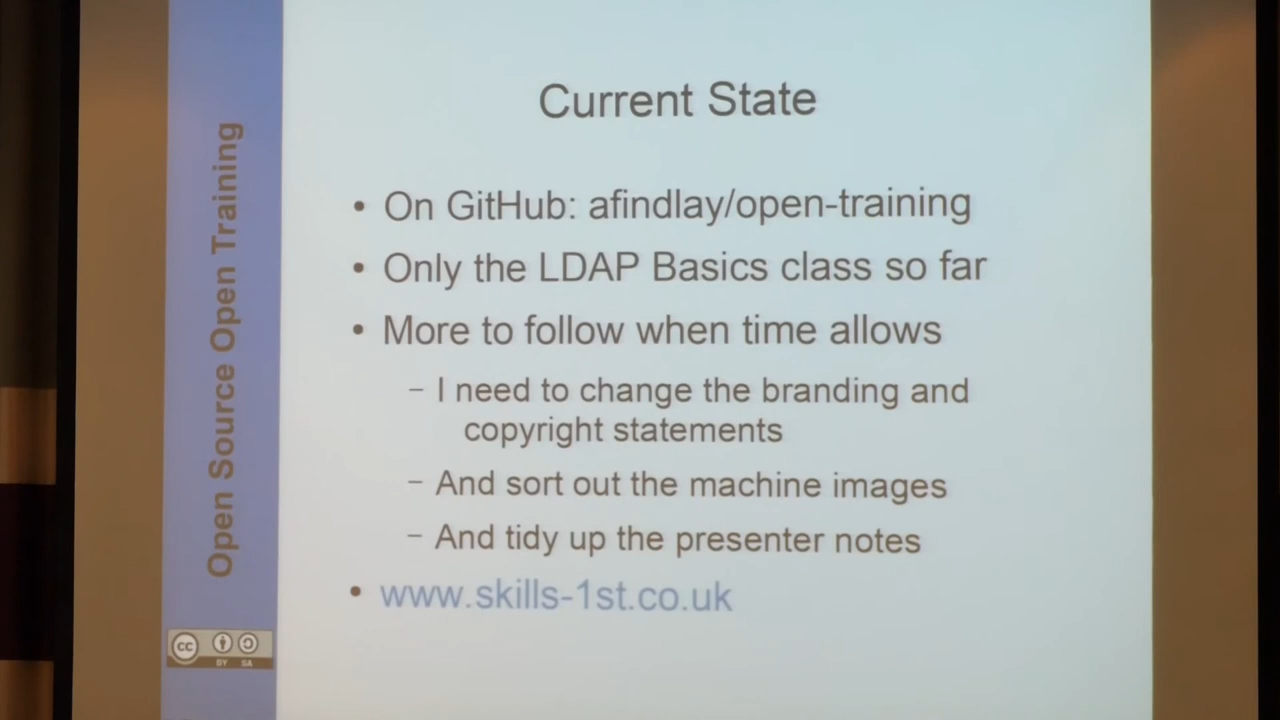 Current State
• On GitHub: afindlay/open-training
• Only the LDAP Basics class so far
• More to follow when time allows
– I need to change the branding and
copyright statements
– And sort out the machine images
– And tidy up the presenter notes
• www.skills-1st.co.uk
Open Source Open Training
cc
BY SA